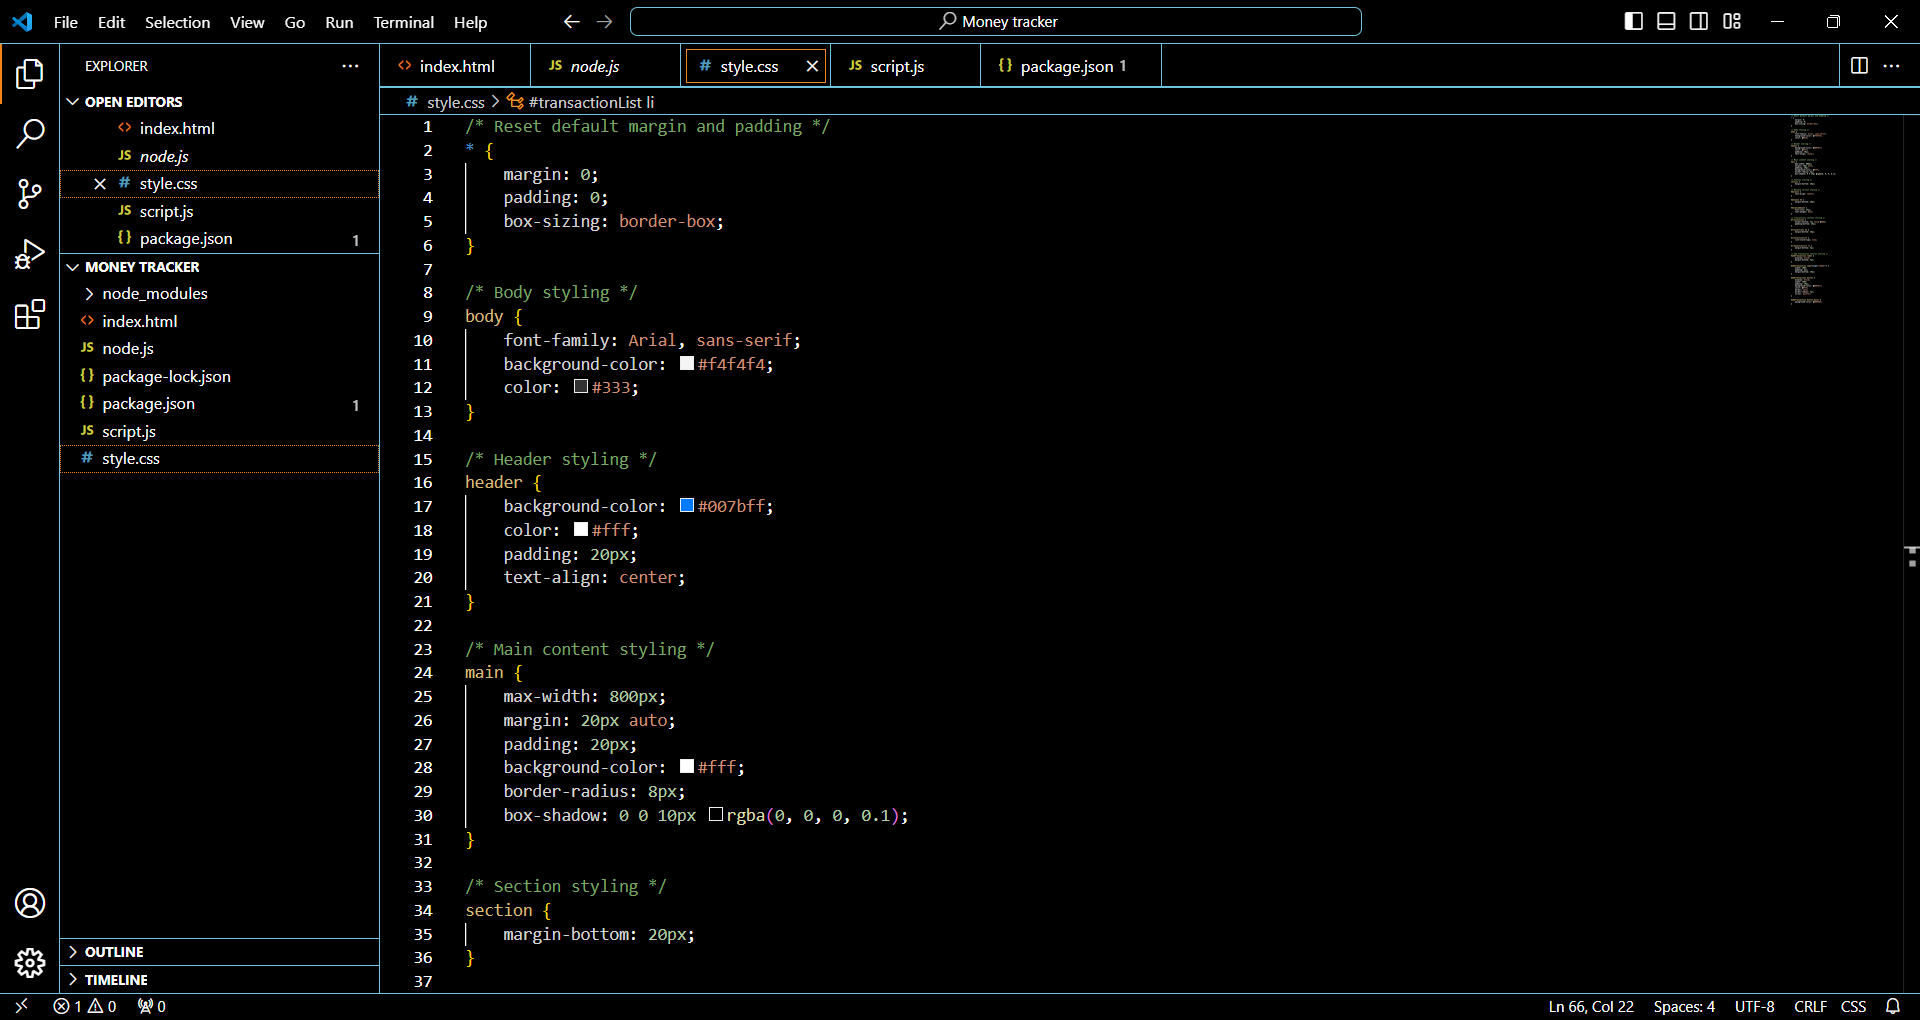 File Edit Selection View Go Run Terminal Help Money tracker
EXPLORER
OPEN EDITORS
index.html
node.js
style.css
script.js
package.json 1
MONEY TRACKER
node_modules
index.html
node.js
package-lock.json
package.json 1
script.js
style.css
OUTLINE
TIMELINE
index.html node.js style.css script.js package.json 1
style.css > #transactionList li
1 /* Reset default margin and padding */
2 * {
3 margin: 0;
4 padding: 0;
5 box-sizing: border-box;
6 }
7
8 /* Body styling */
9 body {
10 font-family: Arial, sans-serif;
11 background-color: #f4f4f4;
12 color: #333;
13 }
14
15 /* Header styling */
16 header {
17 background-color: #007bff;
18 color: #fff;
19 padding: 20px;
20 text-align: center;
21 }
22
23 /* Main content styling */
24 main {
25 max-width: 800px;
26 margin: 20px auto;
27 padding: 20px;
28 background-color: #fff;
29 border-radius: 8px;
30 box-shadow: 0 0 10px rgba(0, 0, 0, 0.1);
31 }
32
33 /* Section styling */
34 section {
35 margin-bottom: 20px;
36 }
37
1 0 0 Ln 66, Col 22 Spaces: 4 UTF-8 CRLF CSS